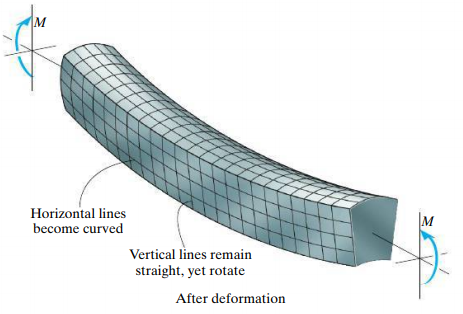 M
Horizontal lines
become curved
M
Vertical lines remain
straight, yet rotate
After deformation